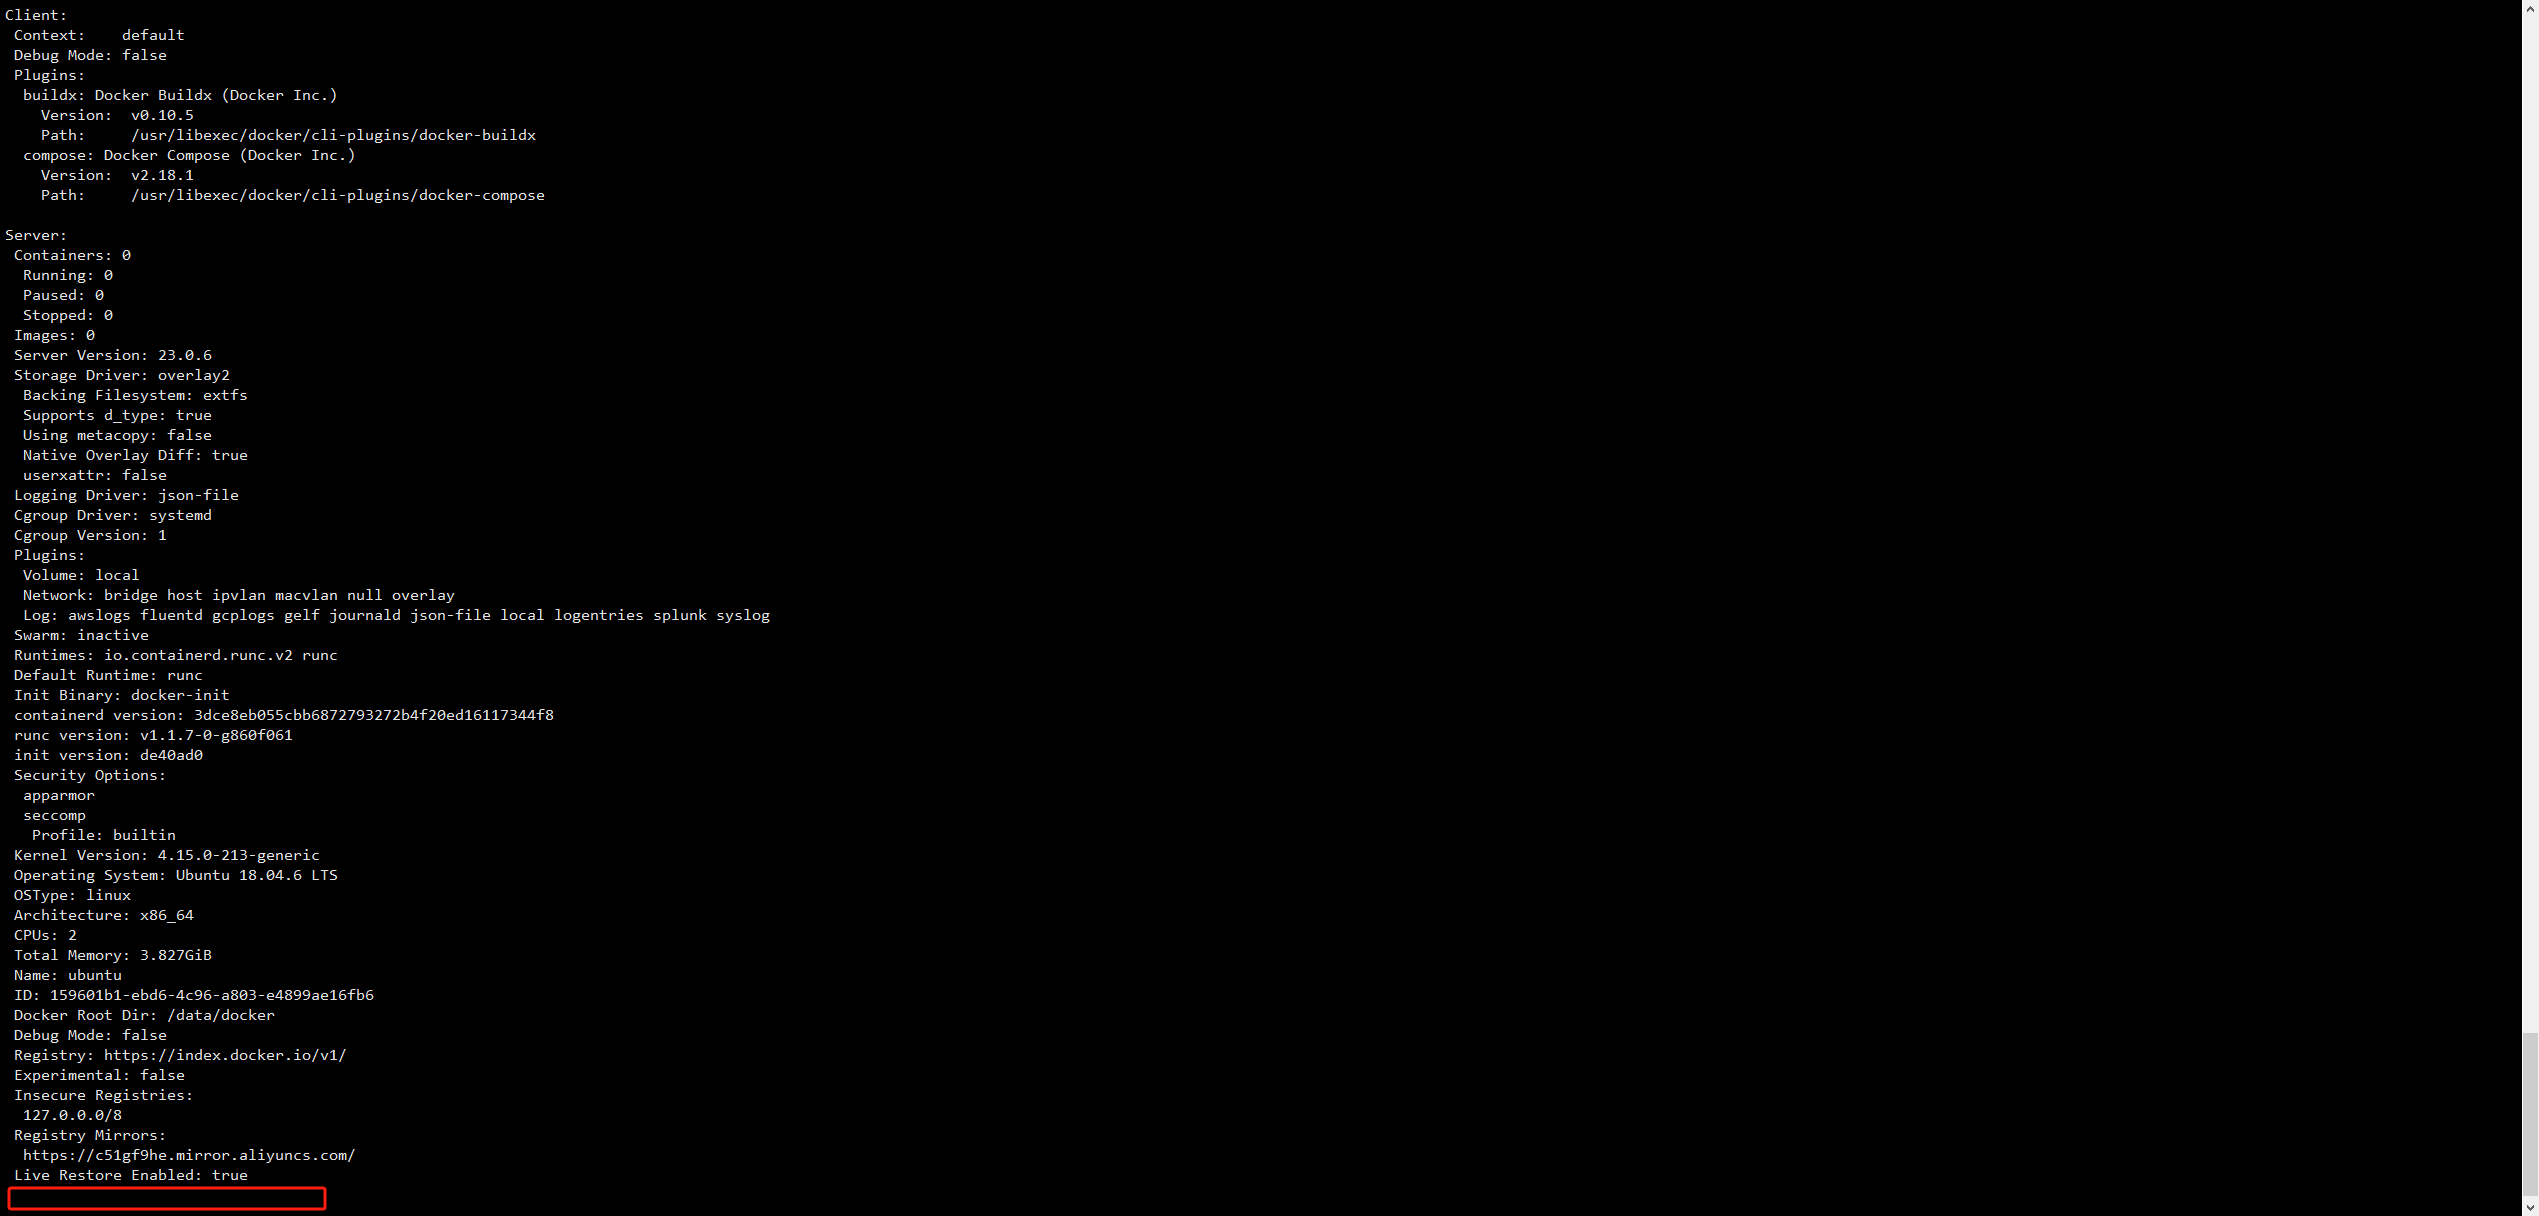 Client:
Context:    default
Debug Mode: false
Plugins:
buildx: Docker Buildx (Docker Inc.)
Version:  v0.10.5
Path:     /usr/libexec/docker/cli-plugins/docker-buildx
compose: Docker Compose (Docker Inc.)
Version:  v2.18.1
Path:     /usr/libexec/docker/cli-plugins/docker-compose
Server:
Containers: 0
Running: 0
Paused: 0
Stopped: 0
Images: 0
Server Version: 23.0.6
Storage Driver: overlay2
Backing Filesystem: extfs
Supports d_type: true
Using metacopy: false
Native Overlay Diff: true
userxattr: false
Logging Driver: json-file
Cgroup Driver: systemd
Cgroup Version: 1
Plugins:
Volume: local
Network: bridge host ipvlan macvlan null overlay
Log: awslogs fluentd gcplogs gelf journald json-file local logentries splunk syslog
Swarm: inactive
Runtimes: io.containerd.runc.v2 runc
Default Runtime: runc
Init Binary: docker-init
containerd version: 3dce8eb055cbb6872793272b4f20ed16117344f8
runc version: v1.1.7-0-g860f061
init version: de40ad0
Security Options:
apparmor
seccomp
Profile: builtin
Kernel Version: 4.15.0-213-generic
Operating System: Ubuntu 18.04.6 LTS
OSType: linux
Architecture: x86_64
CPUs: 2
Total Memory: 3.827GiB
Name: ubuntu
ID: 159601b1-ebd6-4c96-a803-e4899ae16fb6
Docker Root Dir: /data/docker
Debug Mode: false
Registry: https://index.docker.io/v1/
Experimental: false
Insecure Registries:
127.0.0.0/8
Registry Mirrors:
https://c51gf9he.mirror.aliyuncs.com/
Live Restore Enabled: true